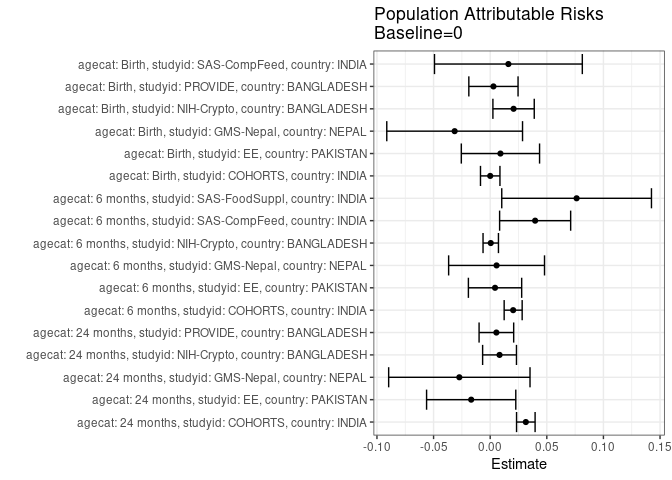 Population Attributable Risks
Baseline=0
agecat: Birth, studyid: SAS-CompFeed, country: INDIA
agecat: Birth, studyid: PROVIDE, country: BANGLADESH
agecat: Birth, studyid: NIH-Crypto, country: BANGLADESH
agecat: Birth, studyid: GMS-Nepal, country: NEPAL
agecat: Birth, studyid: EE, country: PAKISTAN
agecat: Birth, studyid: COHORTS, country: INDIA
agecat: 6 months, studyid: SAS-FoodSuppl, country: INDIA
agecat: 6 months, studyid: SAS-CompFeed, country: INDIA
agecat: 6 months, studyid: NIH-Crypto, country: BANGLADESH
agecat: 6 months, studyid: GMS-Nepal, country: NEPAL
agecat: 6 months, studyid: EE, country: PAKISTAN
agecat: 6 months, studyid: COHORTS, country: INDIA
agecat: 24 months, studyid: PROVIDE, country: BANGLADESH
agecat: 24 months, studyid: NIH-Crypto, country: BANGLADESH
agecat: 24 months, studyid: GMS-Nepal, country: NEPAL
agecat: 24 months, studyid: EE, country: PAKISTAN
agecat: 24 months, studyid: COHORTS, country: INDIA
-0.10 -0.05 0.00 0.05 0.10 0.15
Estimate